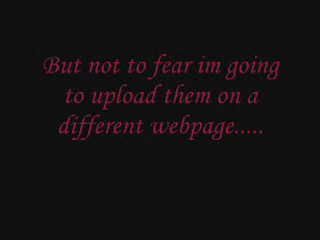 But not to fear im going
to upload them on a
different webpage.....